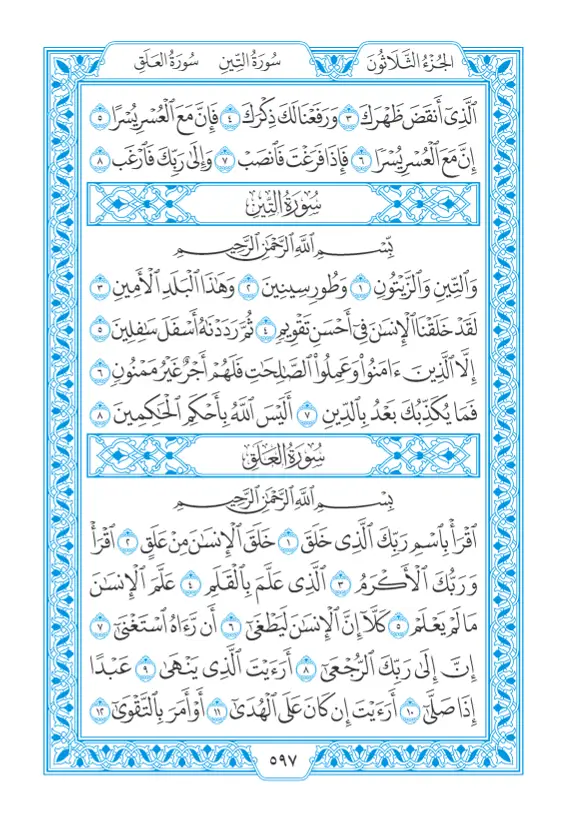 الجُزْءُ الثَّلَاثُونَ سُورَةُ التِّينِ سُورَةُ العَلَقِ
ٱلَّذِىٓ أَنقَضَ ظَهۡرَكَ ٣ وَرَفَعۡنَا لَكَ ذِكۡرَكَ ٤ فَإِنَّ مَعَ ٱلۡعُسۡرِ يُسۡرًا ٥
إِنَّ مَعَ ٱلۡعُسۡرِ يُسۡرٗا ٦ فَإِذَا فَرَغۡتَ فَٱنصَبۡ ٧ وَإِلَىٰ رَبِّكَ فَٱرۡغَب ٨
سُورَةُ التِّينِ
بِسۡمِ ٱللَّهِ ٱلرَّحۡمَٰنِ ٱلرَّحِيمِ
وَٱلتِّينِ وَٱلزَّيۡتُونِ ١ وَطُورِ سِينِينَ ٢ وَهَٰذَا ٱلۡبَلَدِ ٱلۡأَمِينِ ٣
لَقَدۡ خَلَقۡنَا ٱلۡإِنسَٰنَ فِىٓ أَحۡسَنِ تَقۡوِيمٖ ٤ ثُمَّ رَدَدۡنَٰهُ أَسۡفَلَ سَٰفِلِينَ ٥
إِلَّا ٱلَّذِينَ ءَامَنُواْ وَعَمِلُواْ ٱلصَّٰلِحَٰتِ فَلَهُمۡ أَجۡرٌ غَيۡرُ مَمۡنُونٖ ٦
فَمَا يُكَذِّبُكَ بَعۡدُ بِٱلدِّينِ ٧ أَلَيۡسَ ٱللَّهُ بِأَحۡكَمِ ٱلۡحَٰكِمِينَ ٨
سُورَةُ العَلَقِ
بِسۡمِ ٱللَّهِ ٱلرَّحۡمَٰنِ ٱلرَّحِيمِ
ٱقۡرَأۡ بِٱسۡمِ رَبِّكَ ٱلَّذِى خَلَقَ ١ خَلَقَ ٱلۡإِنسَٰنَ مِنۡ عَلَقٍ ٢ ٱقۡرَأۡ
وَرَبُّكَ ٱلۡأَكۡرَمُ ٣ ٱلَّذِى عَلَّمَ بِٱلۡقَلَمِ ٤ عَلَّمَ ٱلۡإِنسَٰنَ
مَا لَمۡ يَعۡلَمۡ ٥ كَلَّآ إِنَّ ٱلۡإِنسَٰنَ لَيَطۡغَىٰٓ ٦ أَن رَّءَاهُ ٱسۡتَغۡنَىٰٓ ٧
إِنَّ إِلَىٰ رَبِّكَ ٱلرُّجۡعَىٰٓ ٨ أَرَءَيۡتَ ٱلَّذِى يَنۡهَىٰ ٩ عَبۡدًا
إِذَا صَلَّىٰٓ ١٠ أَرَءَيۡتَ إِن كَانَ عَلَى ٱلۡهُدَىٰٓ ١١ أَوۡ أَمَرَ بِٱلتَّقۡوَىٰٓ ١٢
٥٩٧